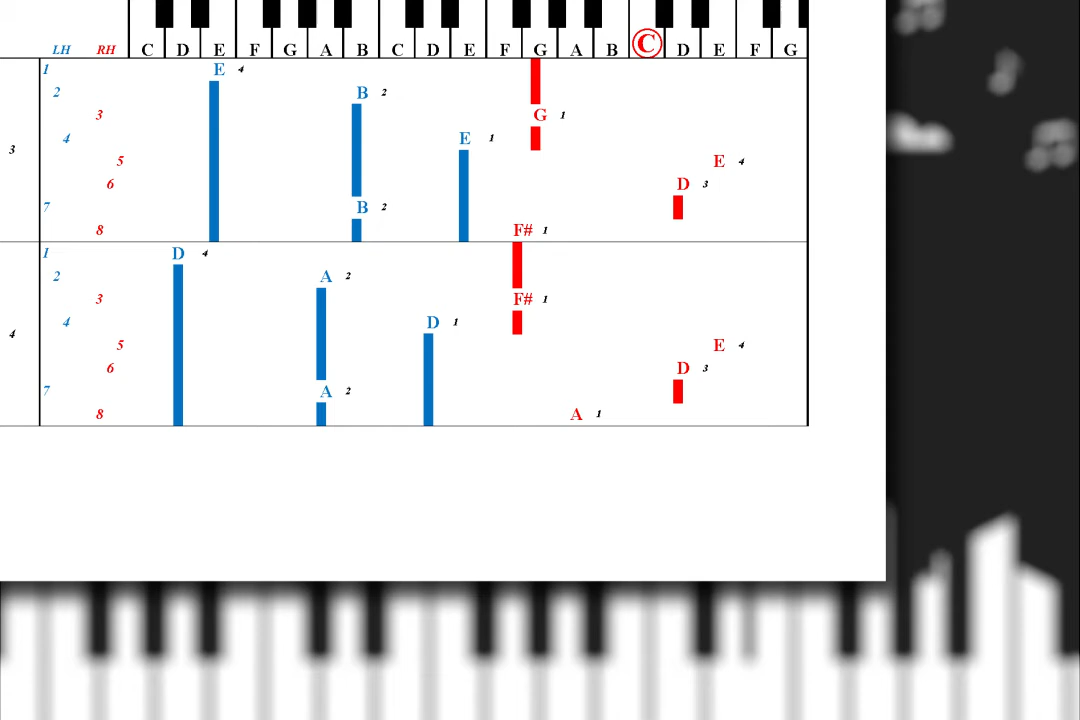 LH RH C D E F G A B C D E F G A B C D E F G
1 E 4
2 B 2
3 G 1
4 E 1
3
5 E 4
6 D 3
7 B 2
8 F# 1
1 D 4
2 A 2
3 F# 1
4 D 1
4
5 E 4
6 D 3
7 A 2
8 A 1